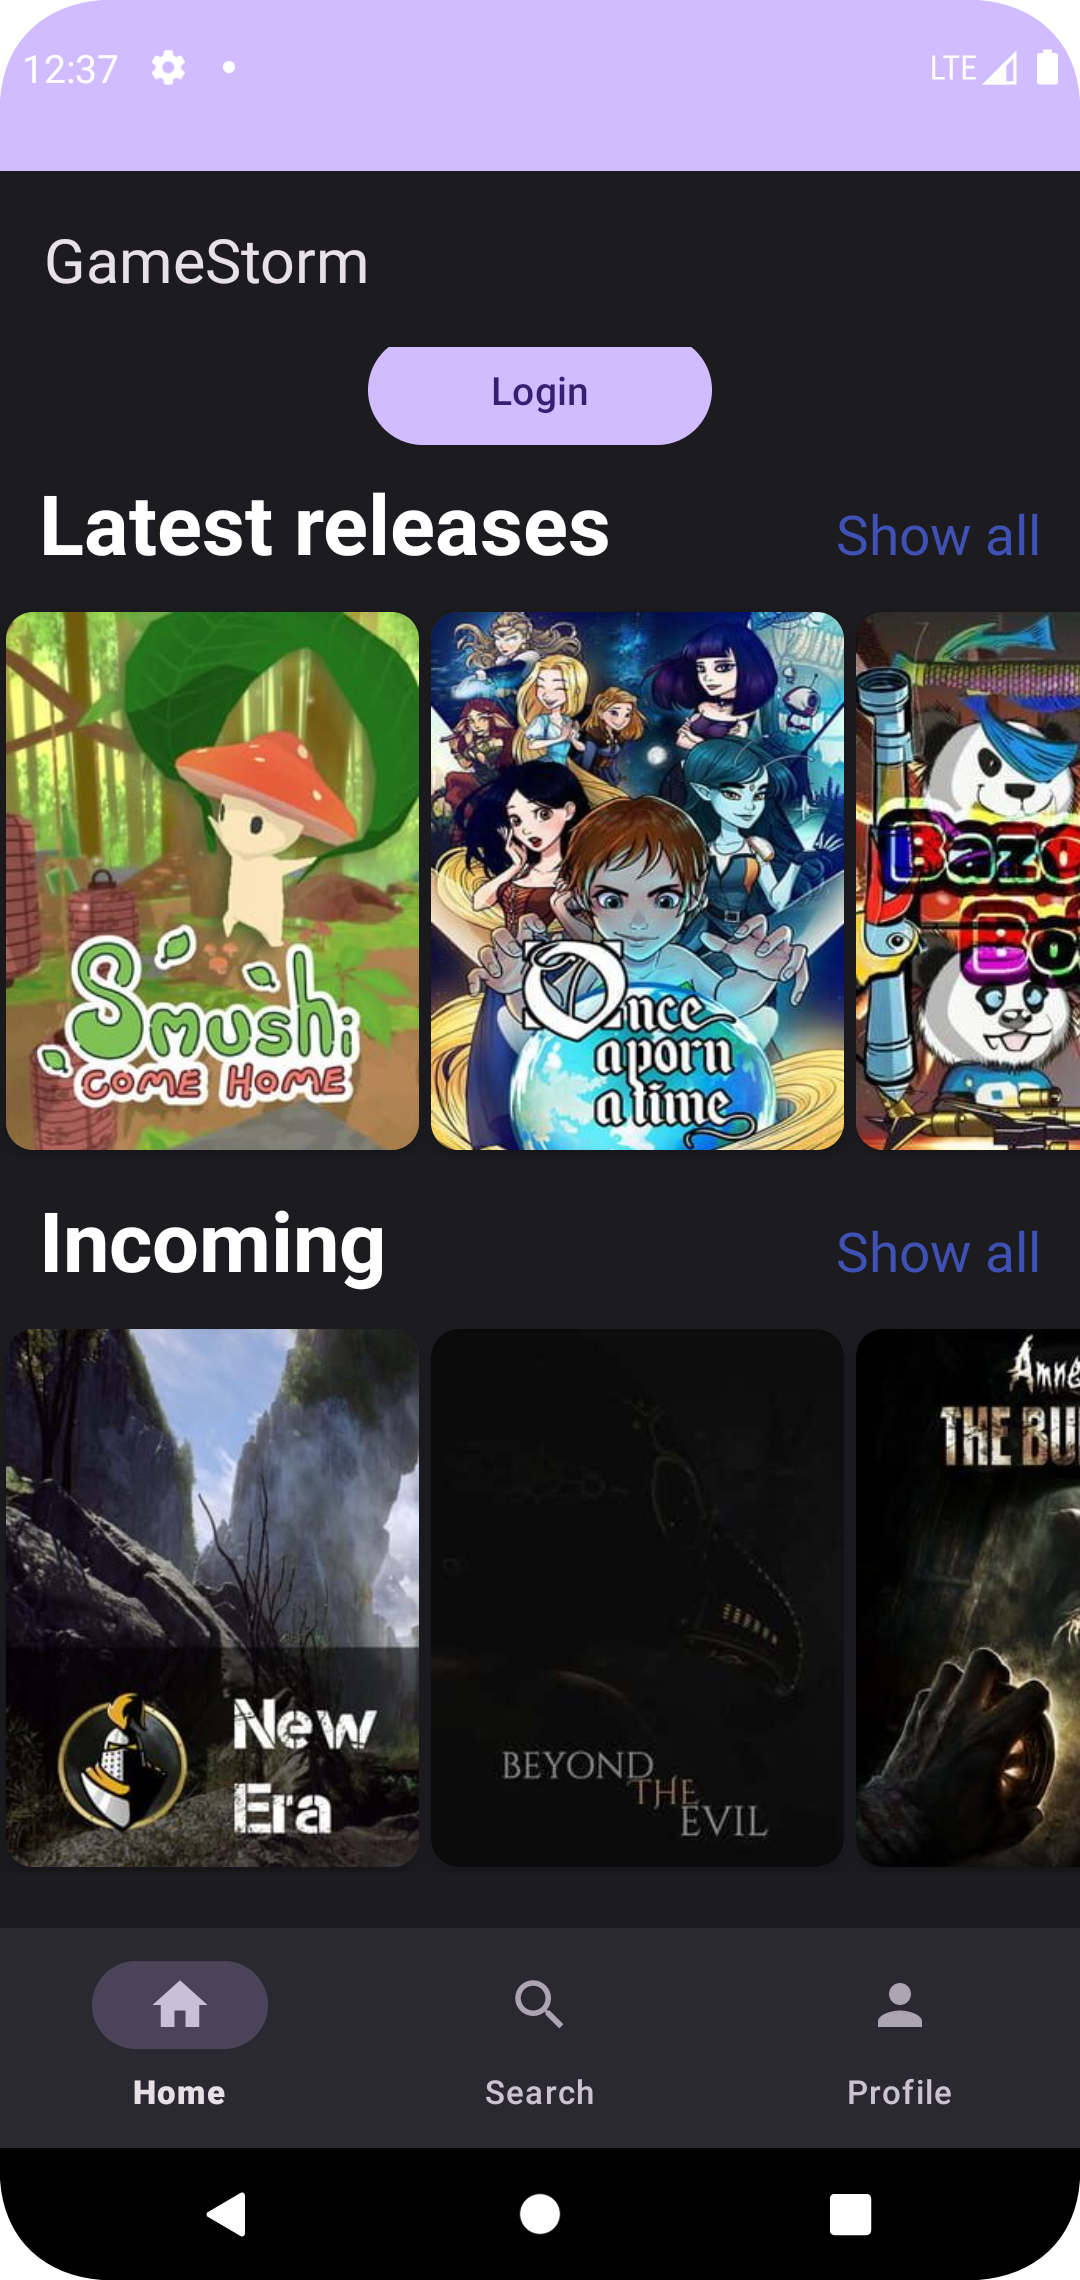 12:37
LTE
GameStorm
Login
Latest releases
Show all
Smushi
COME HOME
Once
aporn
a time
Incoming
Show all
New
Era
BEYOND
THE
EVIL
THE
Home
Search
Profile